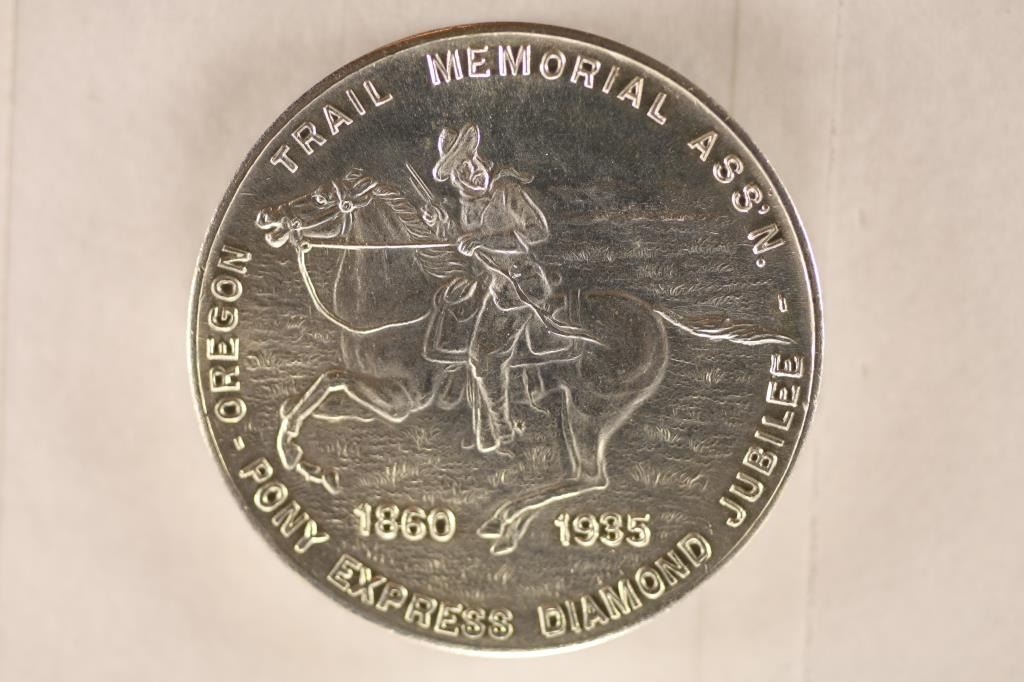 OREGON TRAIL MEMORIAL ASS'N.
- PONY EXPRESS DIAMOND JUBILEE -
1860 1935